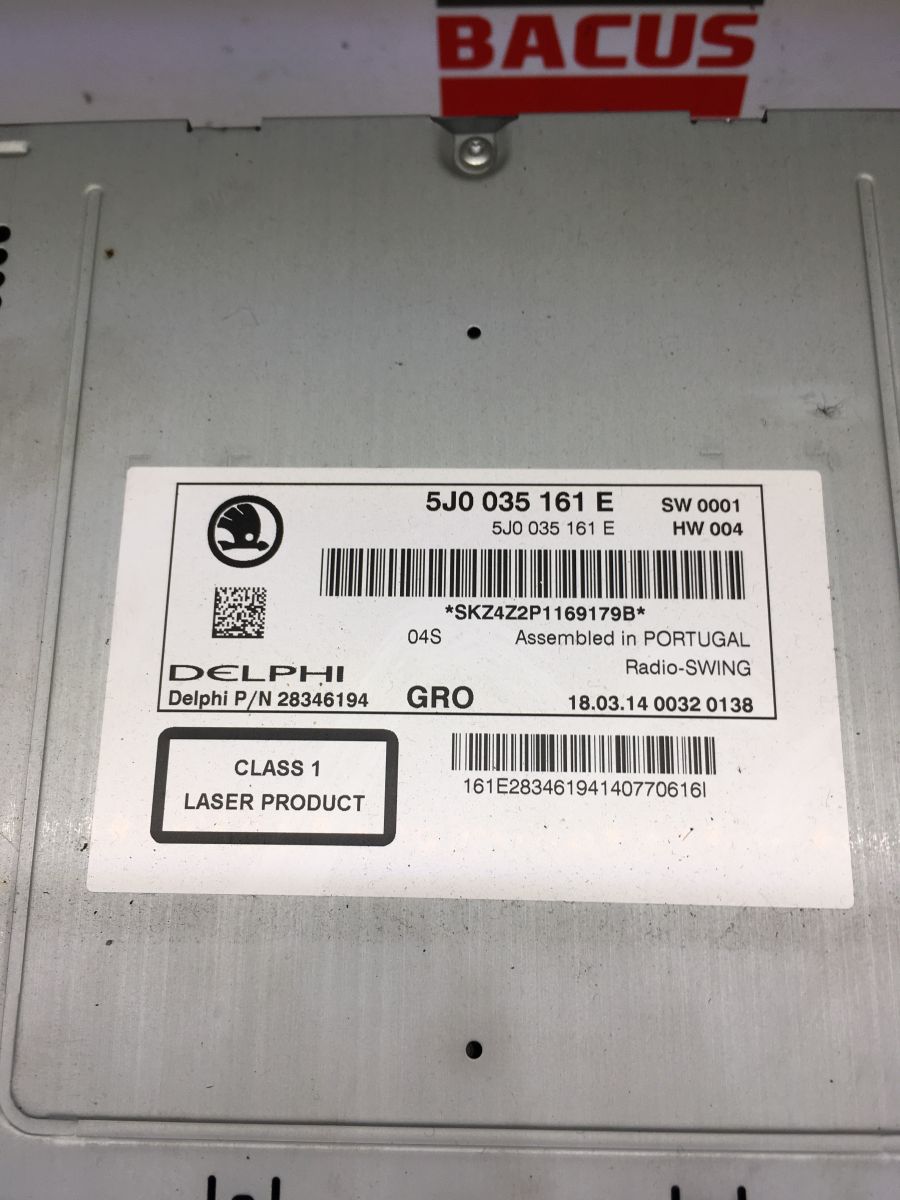 BACUS
5J0 035 161 E SW 0001
5J0 035 161 E HW 004
*SKZ4Z2P1169179B*
04S Assembled in PORTUGAL
Radio-SWING
DELPHI
Delphi P/N 28346194 GRO 18.03.14 0032 0138
CLASS 1
LASER PRODUCT
161E28346194140770616I